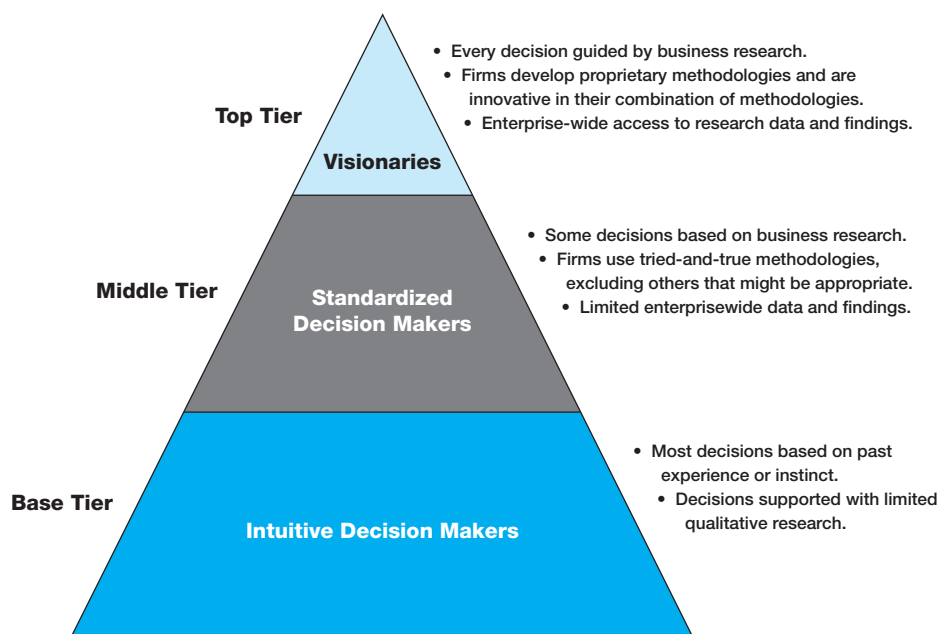 • Every decision guided by business research.
• Firms develop proprietary methodologies and are
innovative in their combination of methodologies.
• Enterprise-wide access to research data and findings.
Top Tier
Visionaries
• Some decisions based on business research.
• Firms use tried-and-true methodologies,
excluding others that might be appropriate.
• Limited enterprisewide data and findings.
Middle Tier
Standardized
Decision Makers
• Most decisions based on past
experience or instinct.
• Decisions supported with limited
qualitative research.
Base Tier
Intuitive Decision Makers